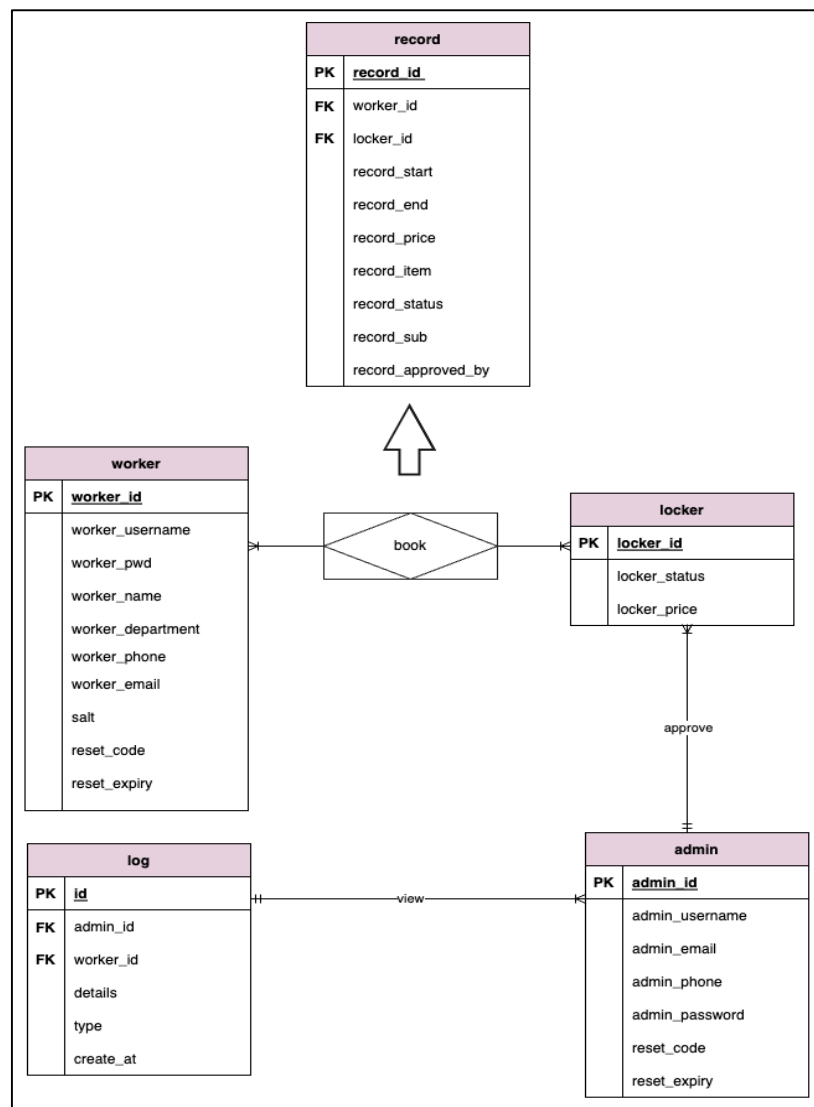 record
PK record_id
FK worker_id
FK locker_id
record_start
record_end
record_price
record_item
record_status
record_sub
record_approved_by
worker
PK worker_id
worker_username
worker_pwd
worker_name
worker_department
worker_phone
worker_email
salt
reset_code
reset_expiry
book
locker
PK locker_id
locker_status
locker_price
approve
log
PK id
FK admin_id
FK worker_id
details
type
create_at
view
admin
PK admin_id
admin_username
admin_email
admin_phone
admin_password
reset_code
reset_expiry